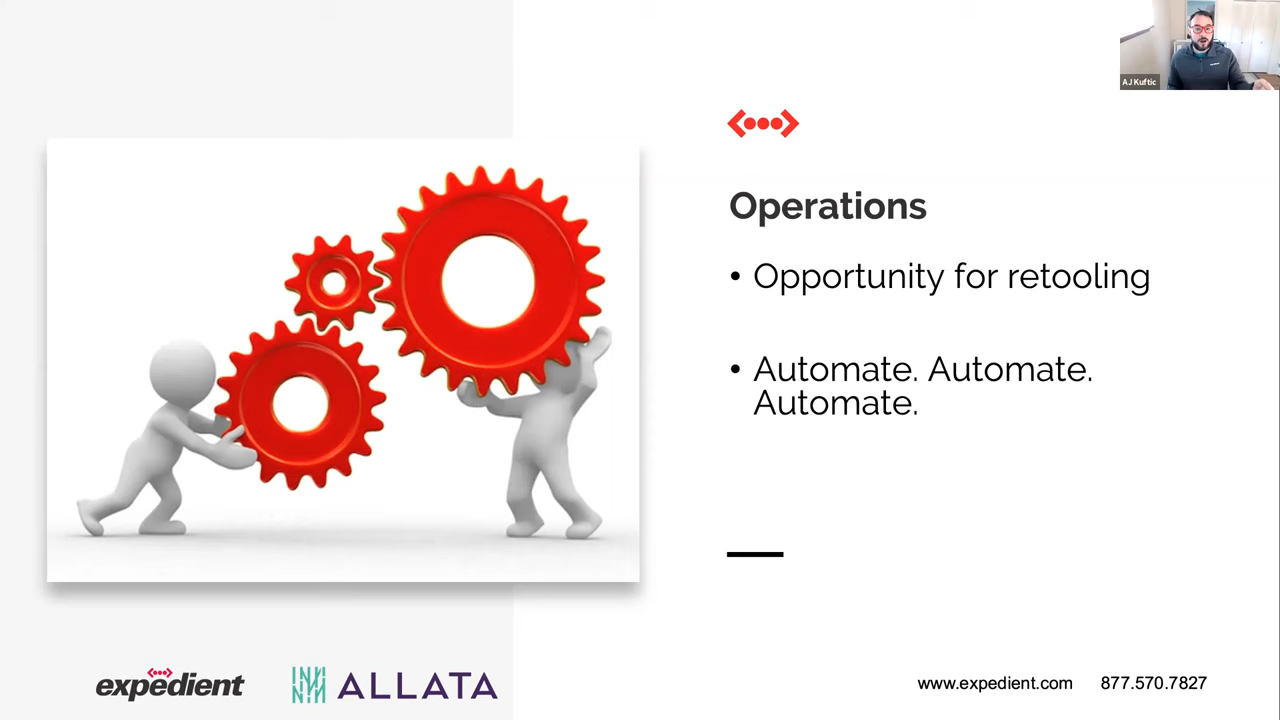 AJ Kuftic
Operations
• Opportunity for retooling
• Automate. Automate.
Automate.
expedient
ALLATA
www.expedient.com 877.570.7827